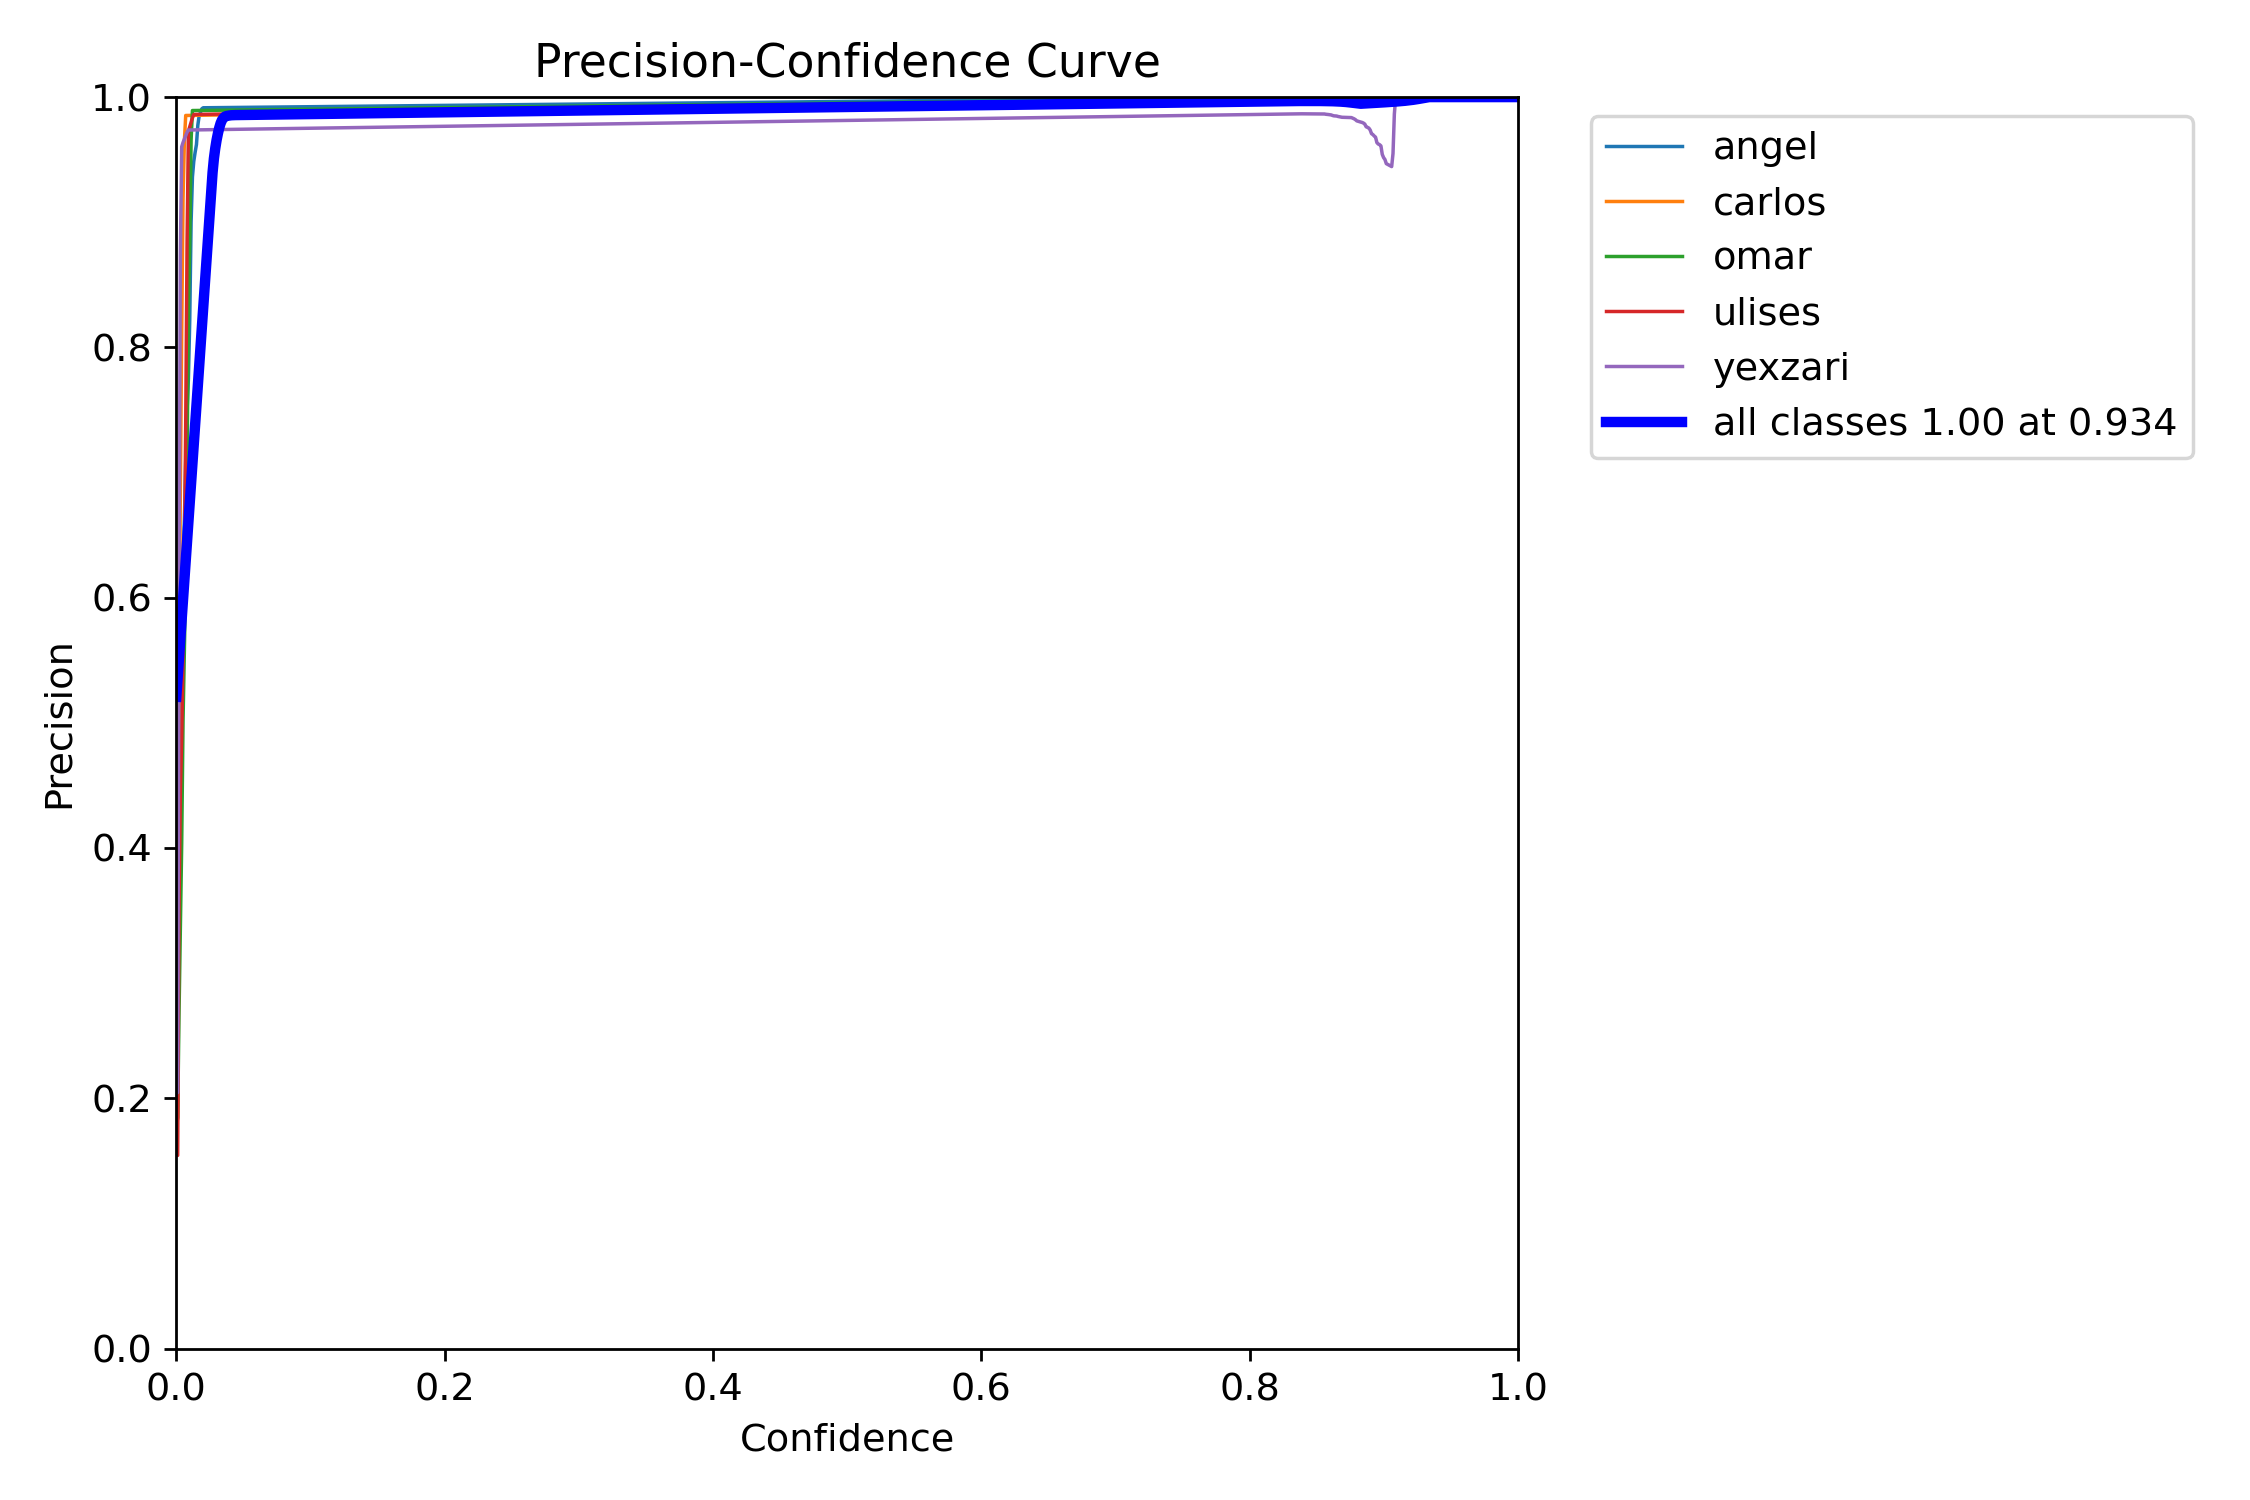 Precision-Confidence Curve
1.0
0.8
0.6
0.4
0.2
0.0
Precision
0.0 0.2 0.4 0.6 0.8 1.0
Confidence
angel
carlos
omar
ulises
yexzari
all classes 1.00 at 0.934